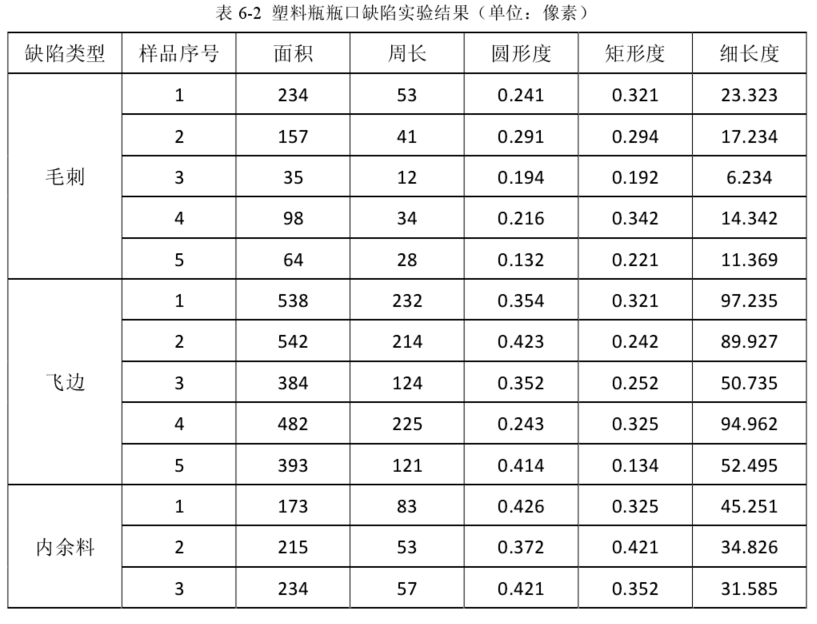 表 6-2 塑料瓶瓶口缺陷实验结果（单位：像素）
缺陷类型 样品序号 面积 周长 圆形度 矩形度 细长度
毛刺 1 234 53 0.241 0.321 23.323
2 157 41 0.291 0.294 17.234
3 35 12 0.194 0.192 6.234
4 98 34 0.216 0.342 14.342
5 64 28 0.132 0.221 11.369
飞边 1 538 232 0.354 0.321 97.235
2 542 214 0.423 0.242 89.927
3 384 124 0.352 0.252 50.735
4 482 225 0.243 0.325 94.962
5 393 121 0.414 0.134 52.495
内余料 1 173 83 0.426 0.325 45.251
2 215 53 0.372 0.421 34.826
3 234 57 0.421 0.352 31.585